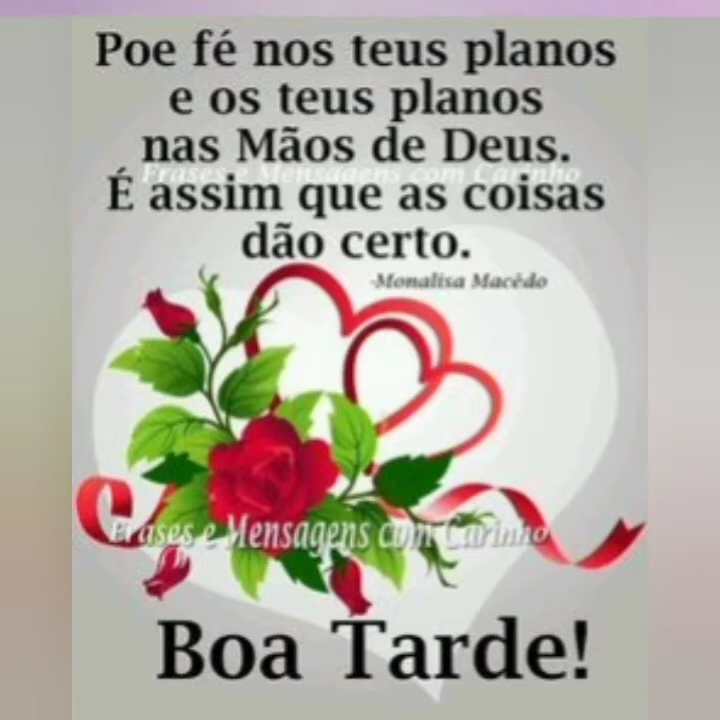 Poe fé nos teus planos
e os teus planos
nas Mãos de Deus.
Frases e Mensagens com Carinho
É assim que as coisas
dão certo.
-Monalisa Macêdo
Frases e Mensagens com Carinho
Boa Tarde!